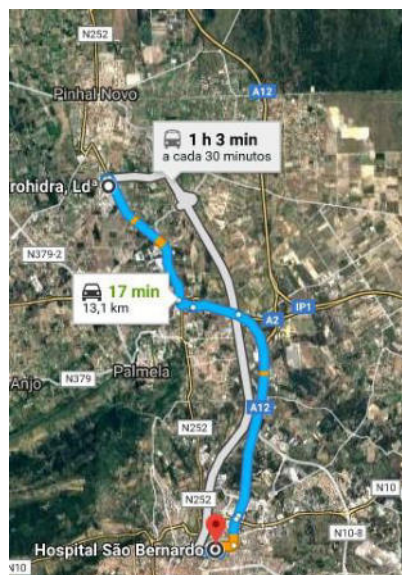 N252
Pinhal Novo
A12
1 h 3 min
a cada 30 minutos
rohidra, Ldª
N379-2
17 min
13,1 km
IP1
A2
Palmela
Anjo
N379
A12
N252
N252
N10
N10-8
Hospital São Bernardo
N10